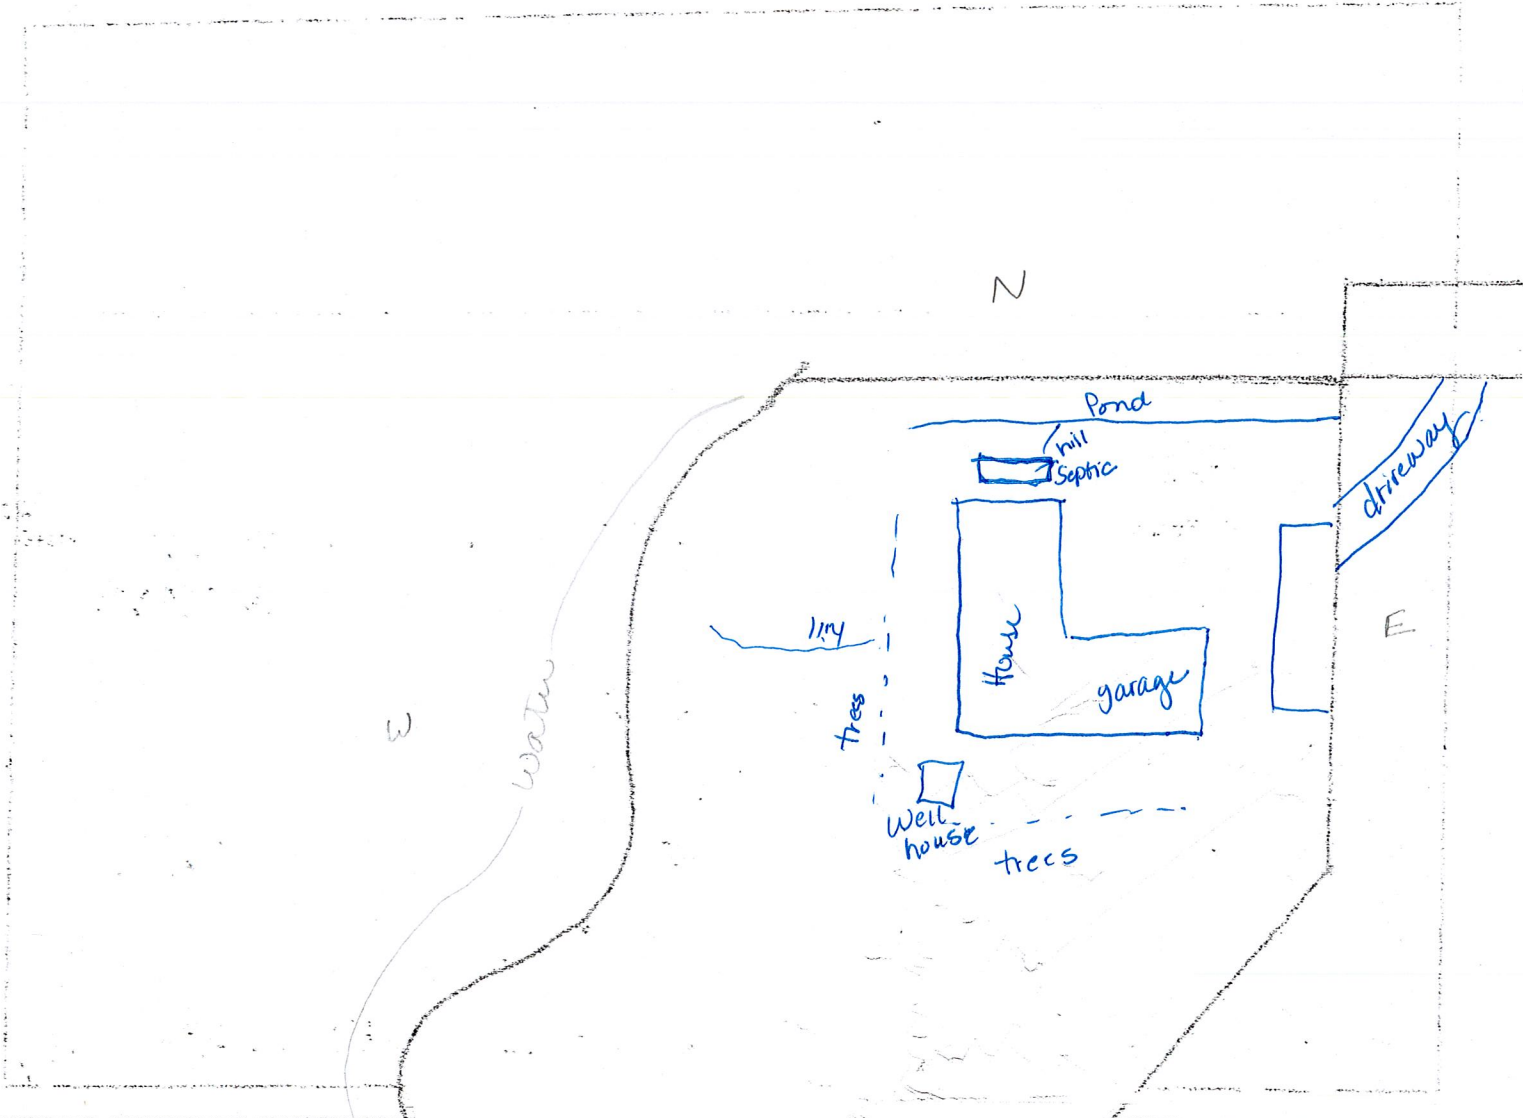 N
Pond
hill
Septic
driveway
E
House
garage
trees
W
water
Well
house
trees